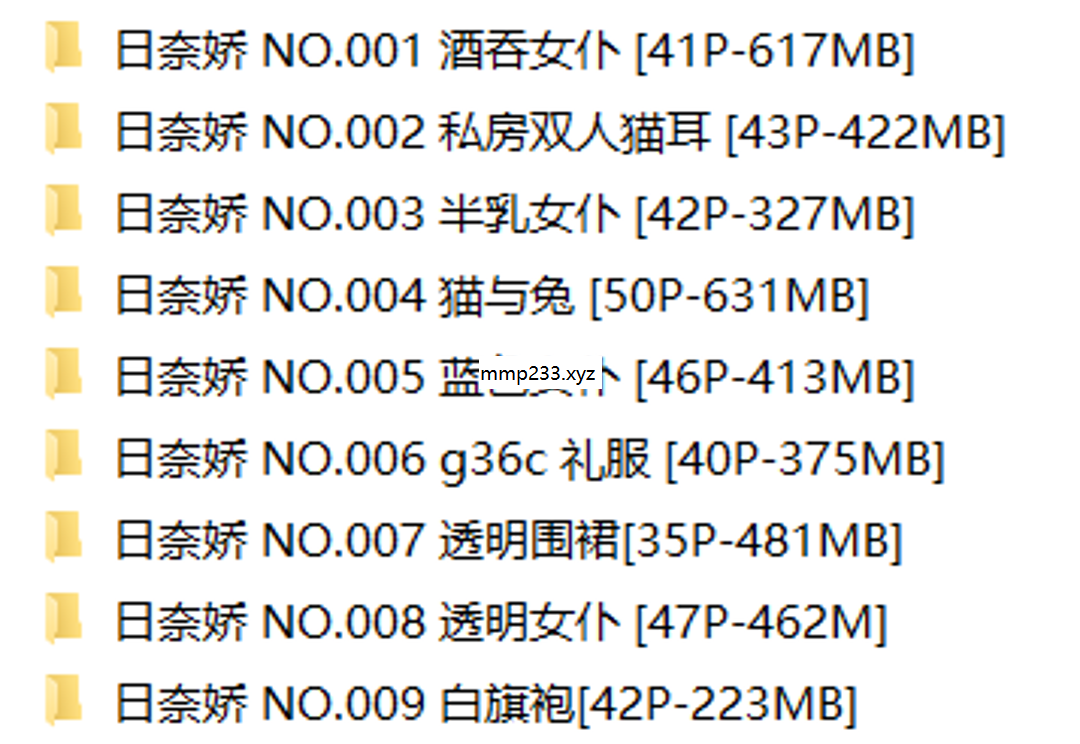 日奈娇 NO.001 酒吞女仆 [41P-617MB]
日奈娇 NO.002 私房双人猫耳 [43P-422MB]
日奈娇 NO.003 半乳女仆 [42P-327MB]
日奈娇 NO.004 猫与兔 [50P-631MB]
日奈娇 NO.005 蓝 [46P-413MB]
mmp233.xyz
日奈娇 NO.006 g36c 礼服 [40P-375MB]
日奈娇 NO.007 透明围裙[35P-481MB]
日奈娇 NO.008 透明女仆 [47P-462M]
日奈娇 NO.009 白旗袍[42P-223MB]